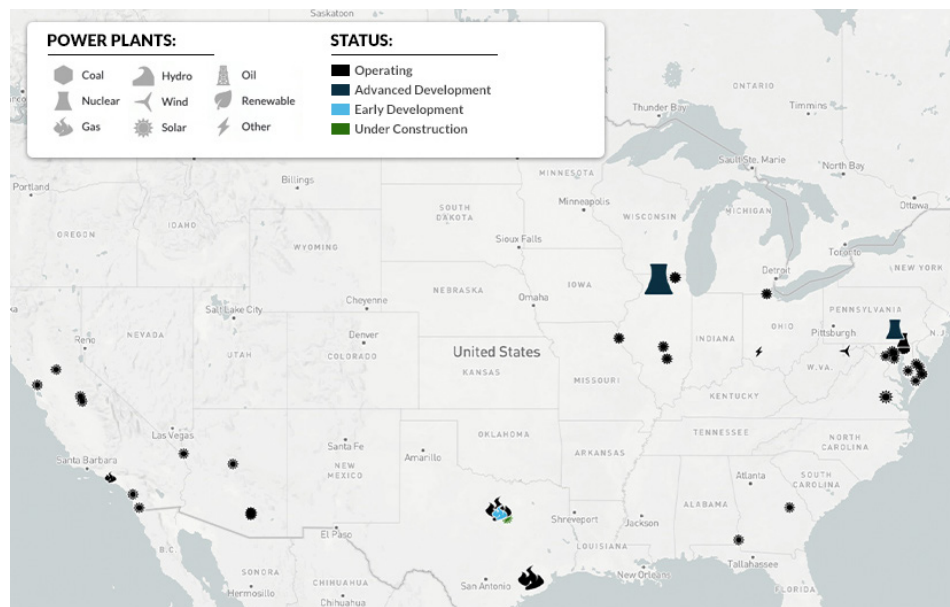 Saskatoon
POWER PLANTS:
STATUS:
Coal
Hydro
Oil
Nuclear
Wind
Renewable
Gas
Solar
Other
Operating
Advanced Development
Early Development
Under Construction
ONTARIO
Thunder Bay
Timmins
Sault Ste. Marie
North Bay
Ottawa
Portland
Billings
MINNESOTA
Minneapolis
WISCONSIN
MICHIGAN
SOUTH
DAKOTA
OREGON
IDAHO
WYOMING
Sioux Falls
Toronto
NEW YORK
Detroit
NEBRASKA
IOWA
Omaha
Cheyenne
Salt Lake City
PENNSYLVANIA
Pittsburgh
OHIO
N.J.
INDIANA
Reno
NEVADA
UTAH
Denver
COLORADO
United States
KANSAS
MISSOURI
W.VA.
KENTUCKY
Las Vegas
Santa Barbara
Santa Fe
NEW
MEXICO
Amarillo
OKLAHOMA
ARKANSAS
TENNESSEE
NORTH
CAROLINA
Atlanta
SOUTH
CAROLINA
ALABAMA
Shreveport
Jackson
El Paso
B.C.
SONORA
Hermosillo
CHIHUAHUA
Chihuahua
San Antonio
LOUISIANA
New Orleans
Tallahassee
FLORIDA